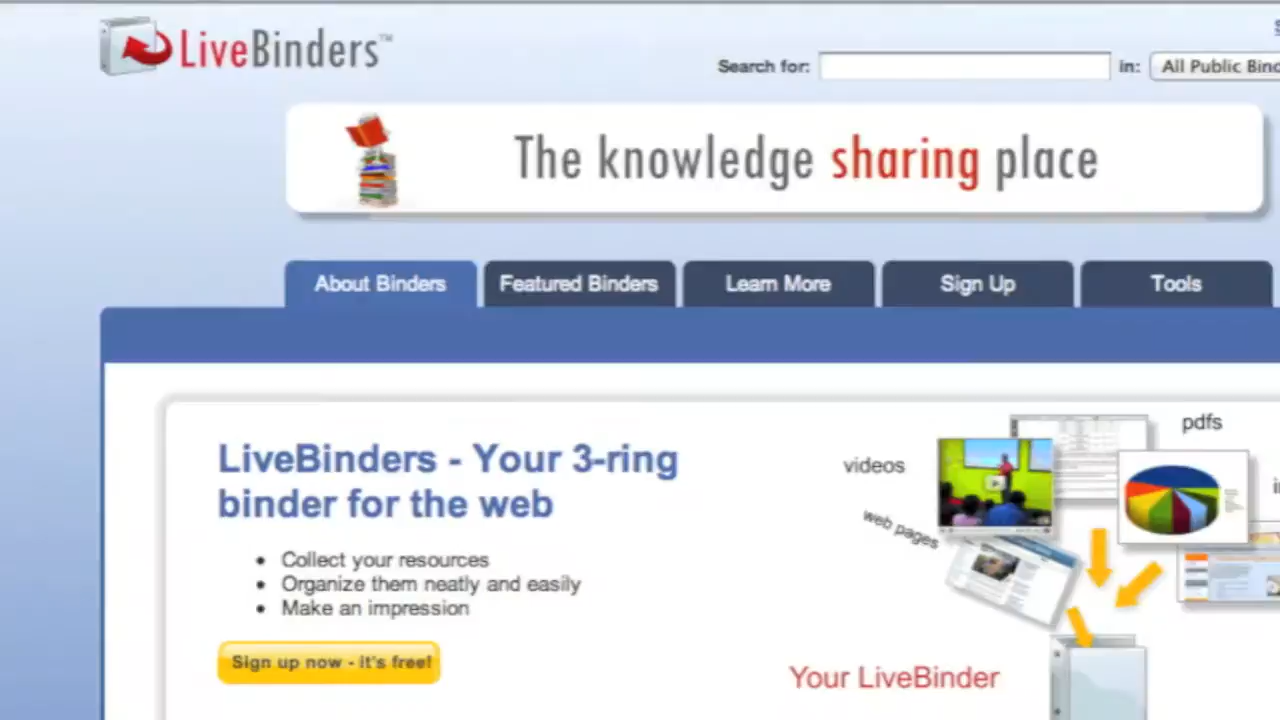 LiveBinders™
Search for:
in:
All Public
The knowledge sharing place
About Binders
Featured Binders
Learn More
Sign Up
Tools
LiveBinders - Your 3-ring
binder for the web
• Collect your resources
• Organize them neatly and easily
• Make an impression
Sign up now - it's free!
pdfs
videos
web pages
Your LiveBinder